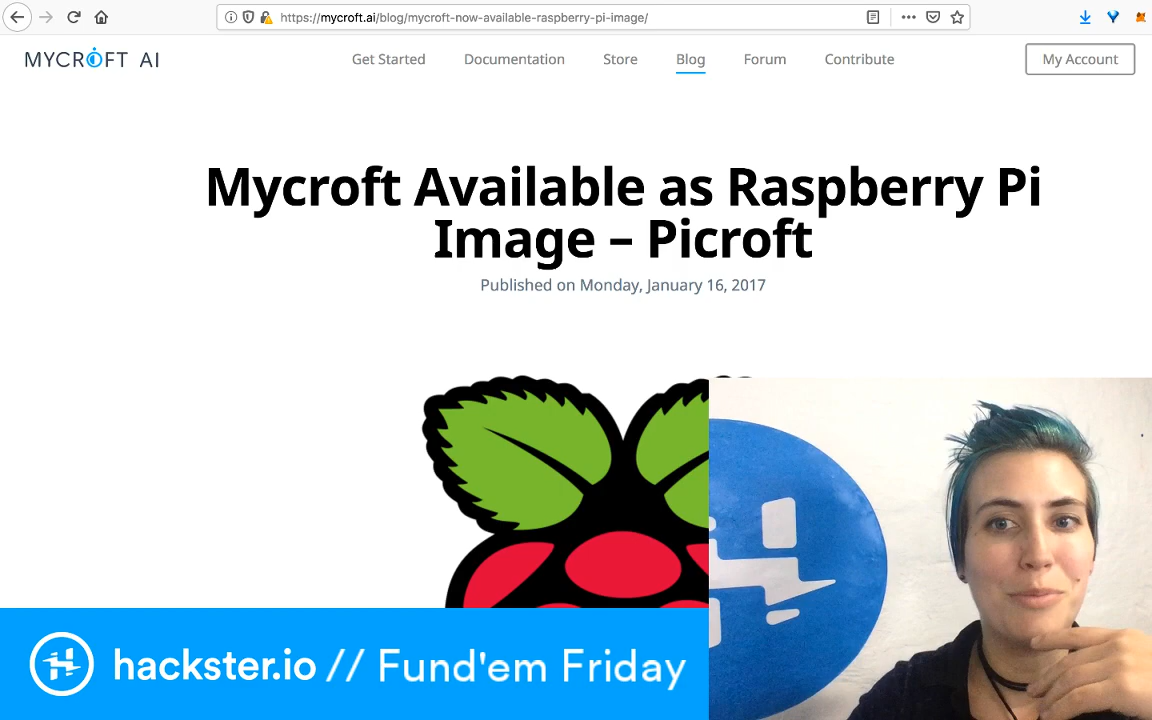 https://mycroft.ai/blog/mycroft-now-available-raspberry-pi-image/
MYCROFT AI
Get Started
Documentation
Store
Blog
Forum
Contribute
My Account
Mycroft Available as Raspberry Pi
Image – Picroft
Published on Monday, January 16, 2017
hackster.io // Fund'em Friday